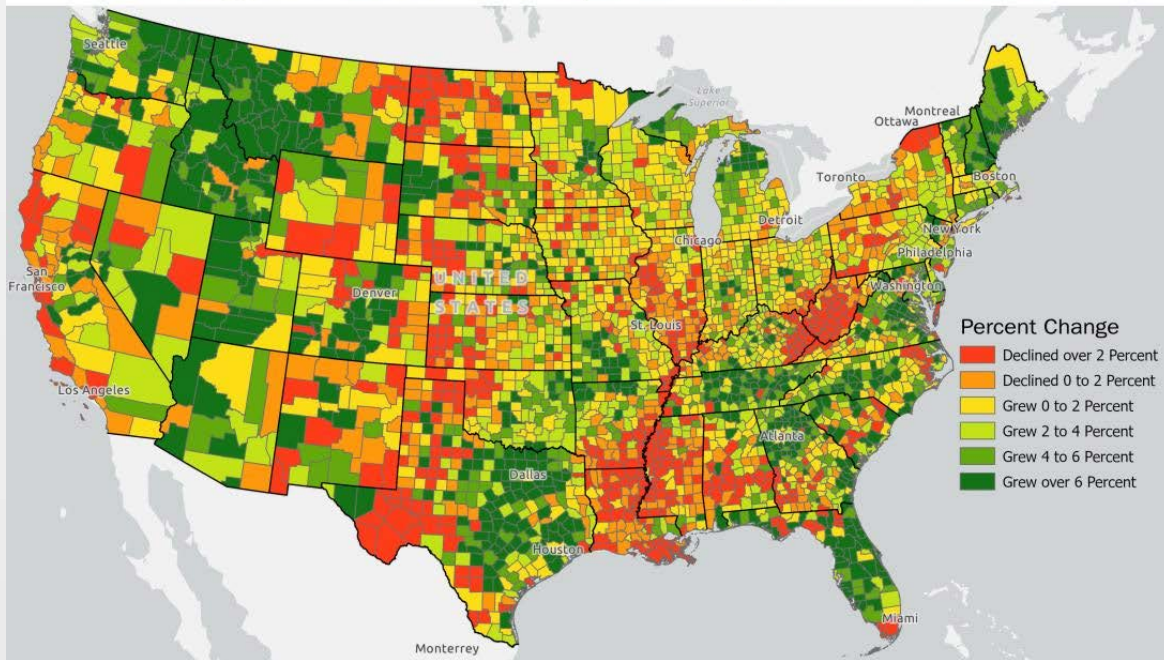 Seattle
Lake
Superior
Montreal
Ottawa
Toronto
Boston
Detroit
New York
Chicago
Philadelphia
San
Francisco
Denver
UNITED
STATES
St. Louis
Washington
Los Angeles
Atlanta
Dallas
Houston
Miami
Monterrey
Percent Change
Declined over 2 Percent
Declined 0 to 2 Percent
Grew 0 to 2 Percent
Grew 2 to 4 Percent
Grew 4 to 6 Percent
Grew over 6 Percent